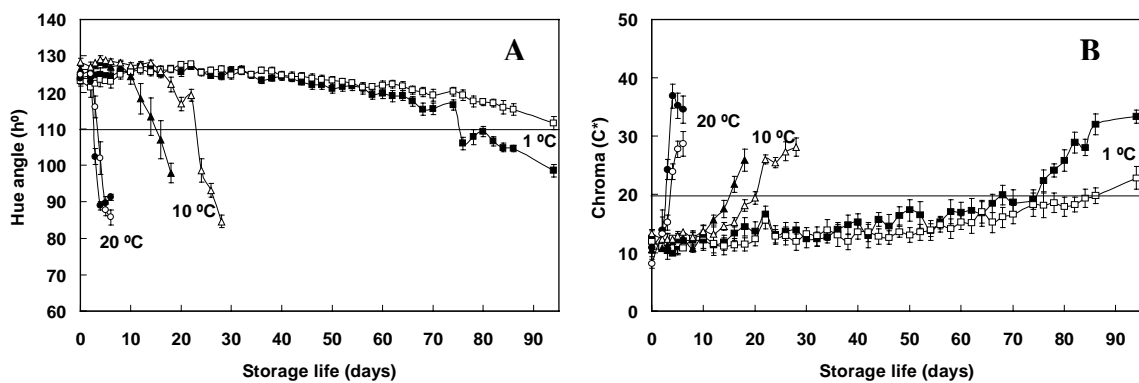 A
Hue angle (hº)
140
130
120
110
100
90
80
70
60
20 ºC
10 ºC
1 ºC
0 10 20 30 40 50 60 70 80 90
Storage life (days)
B
Chroma (C*)
50
40
30
20
10
0
20 ºC
10 ºC
1 ºC
0 10 20 30 40 50 60 70 80 90
Storage life (days)